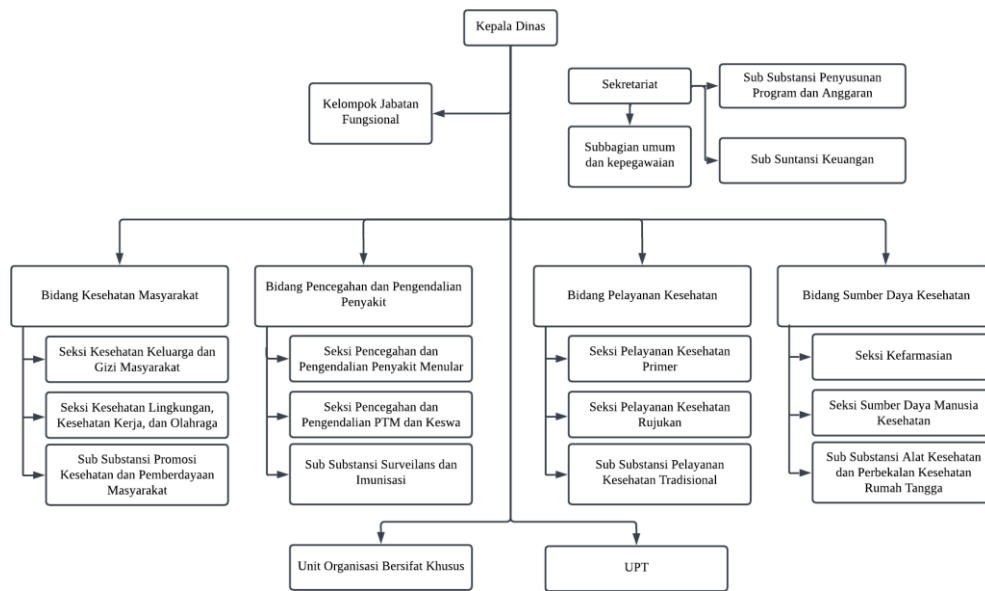 Kepala Dinas
Sekretariat
Sub Substansi Penyusunan
Program dan Anggaran
Kelompok Jabatan
Fungsional
Subbagian umum
dan kepegawaian
Sub Suntansi Keuangan
Bidang Kesehatan Masyarakat
Bidang Pencegahan dan Pengendalian
Penyakit
Bidang Pelayanan Kesehatan
Bidang Sumber Daya Kesehatan
Seksi Kesehatan Keluarga dan
Gizi Masyarakat
Seksi Pencegahan dan
Pengendalian Penyakit Menular
Seksi Pelayanan Kesehatan
Primer
Seksi Kefarmasian
Seksi Kesehatan Lingkungan,
Kesehatan Kerja, dan Olahraga
Seksi Pencegahan dan
Pengendalian PTM dan Keswa
Seksi Pelayanan Kesehatan
Rujukan
Seksi Sumber Daya Manusia
Kesehatan
Sub Substansi Promosi
Kesehatan dan Pemberdayaan
Masyarakat
Sub Substansi Surveilans dan
Imunisasi
Sub Substansi Pelayanan
Kesehatan Tradisional
Sub Substansi Alat Kesehatan
dan Perbekalan Kesehatan
Rumah Tangga
Unit Organisasi Bersifat Khusus
UPT